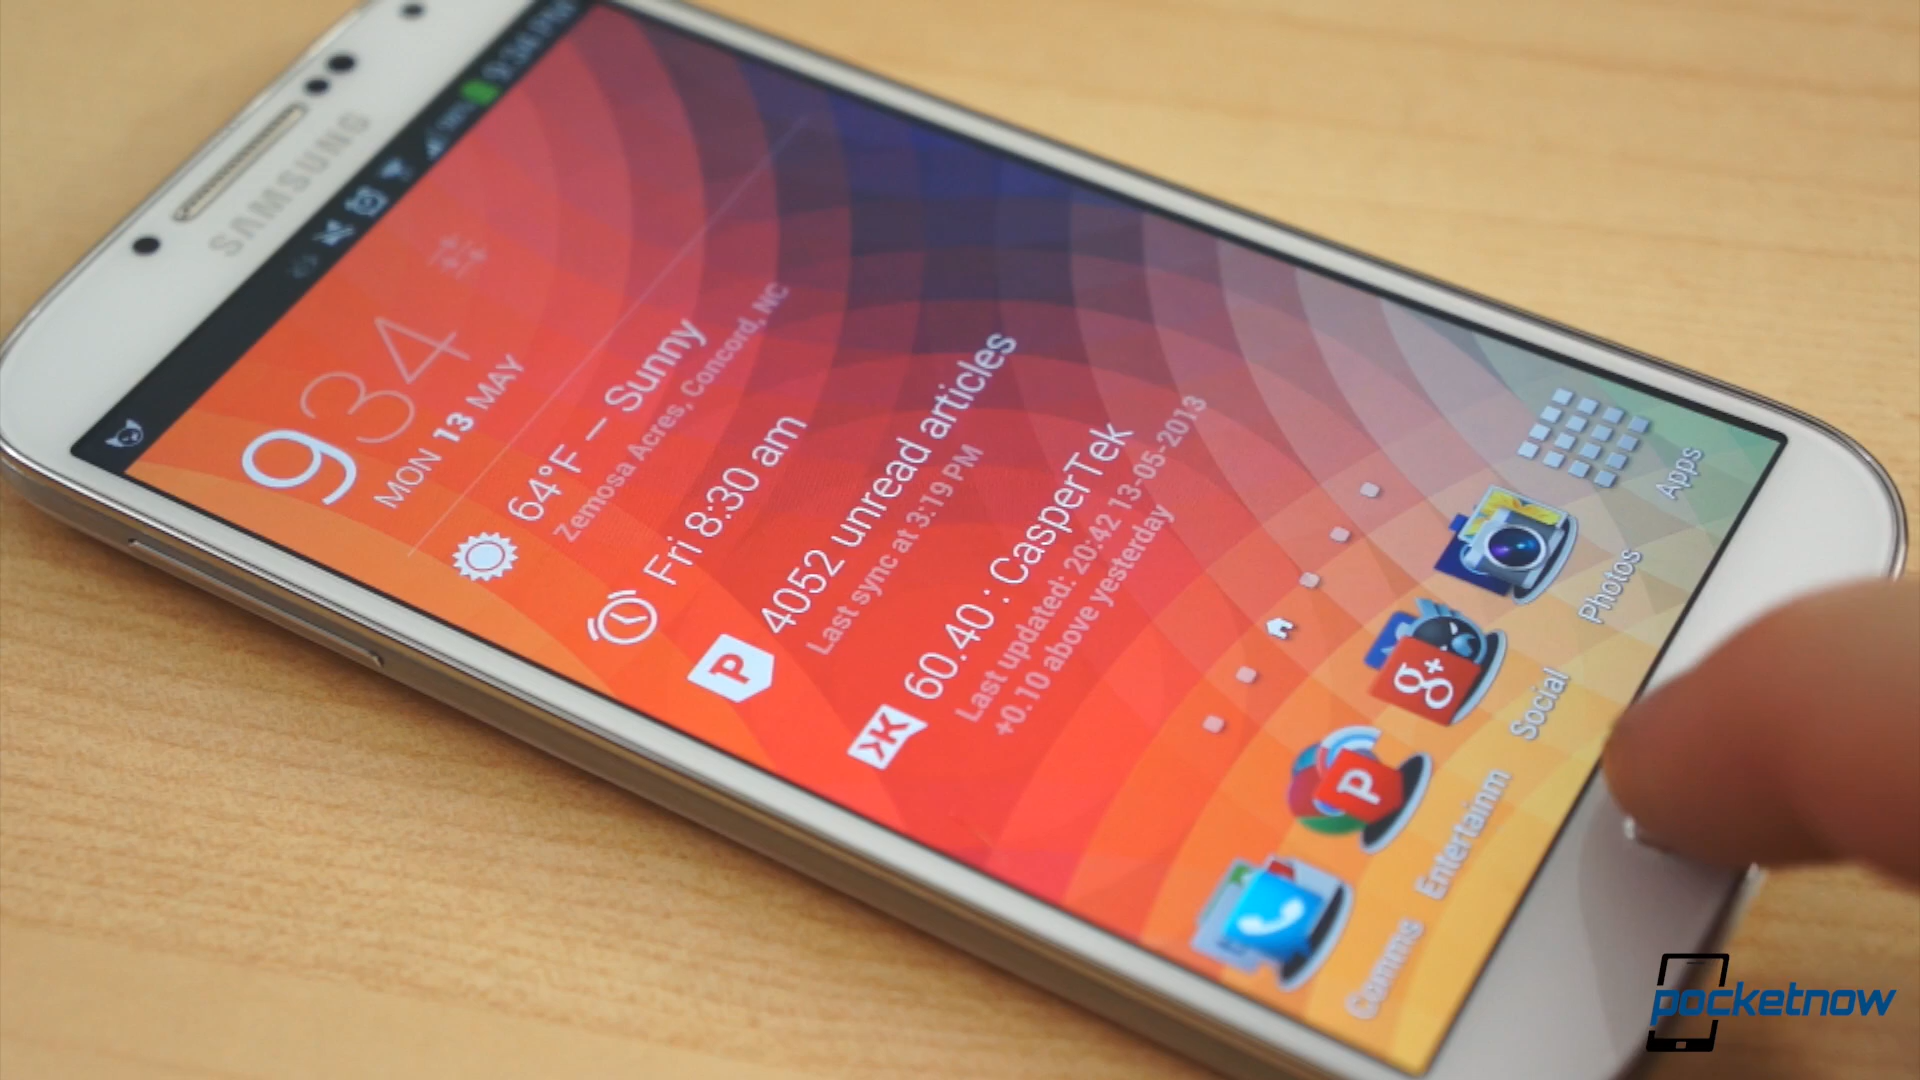 SAMSUNG
9:34 PM
934
MON 13 MAY
64°F – Sunny
Zemosa Acres, Concord, NC
Fri 8:30 am
P
4052 unread articles
Last sync at 3:19 PM
60.40 : CasperTek
Last updated: 20:42 13-05-2013
+0.10 above yesterday
g+
P
Comms
Entertainm
Social
Photos
Apps
pocketnow